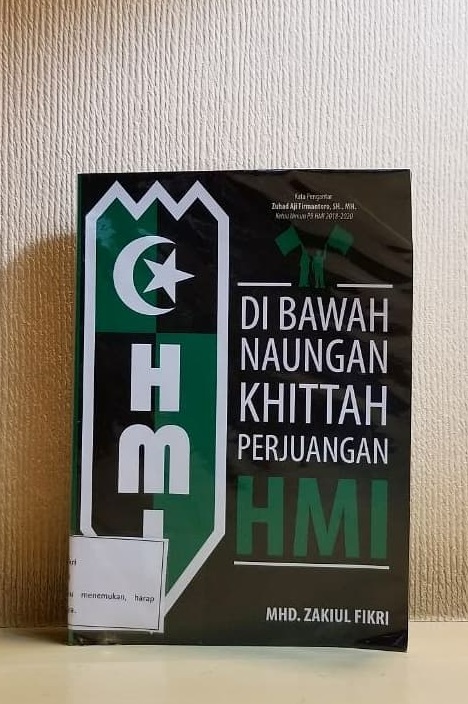 Kata Pengantar
Zuhad Aji Firmantoro, SH., MH.
Ketua Umum PB HMI 2018-2020
DI BAWAH
NAUNGAN
KHITTAH
PERJUANGAN
HMI
MHD. ZAKIUL FIKRI
H
M
I
menemukan, harap